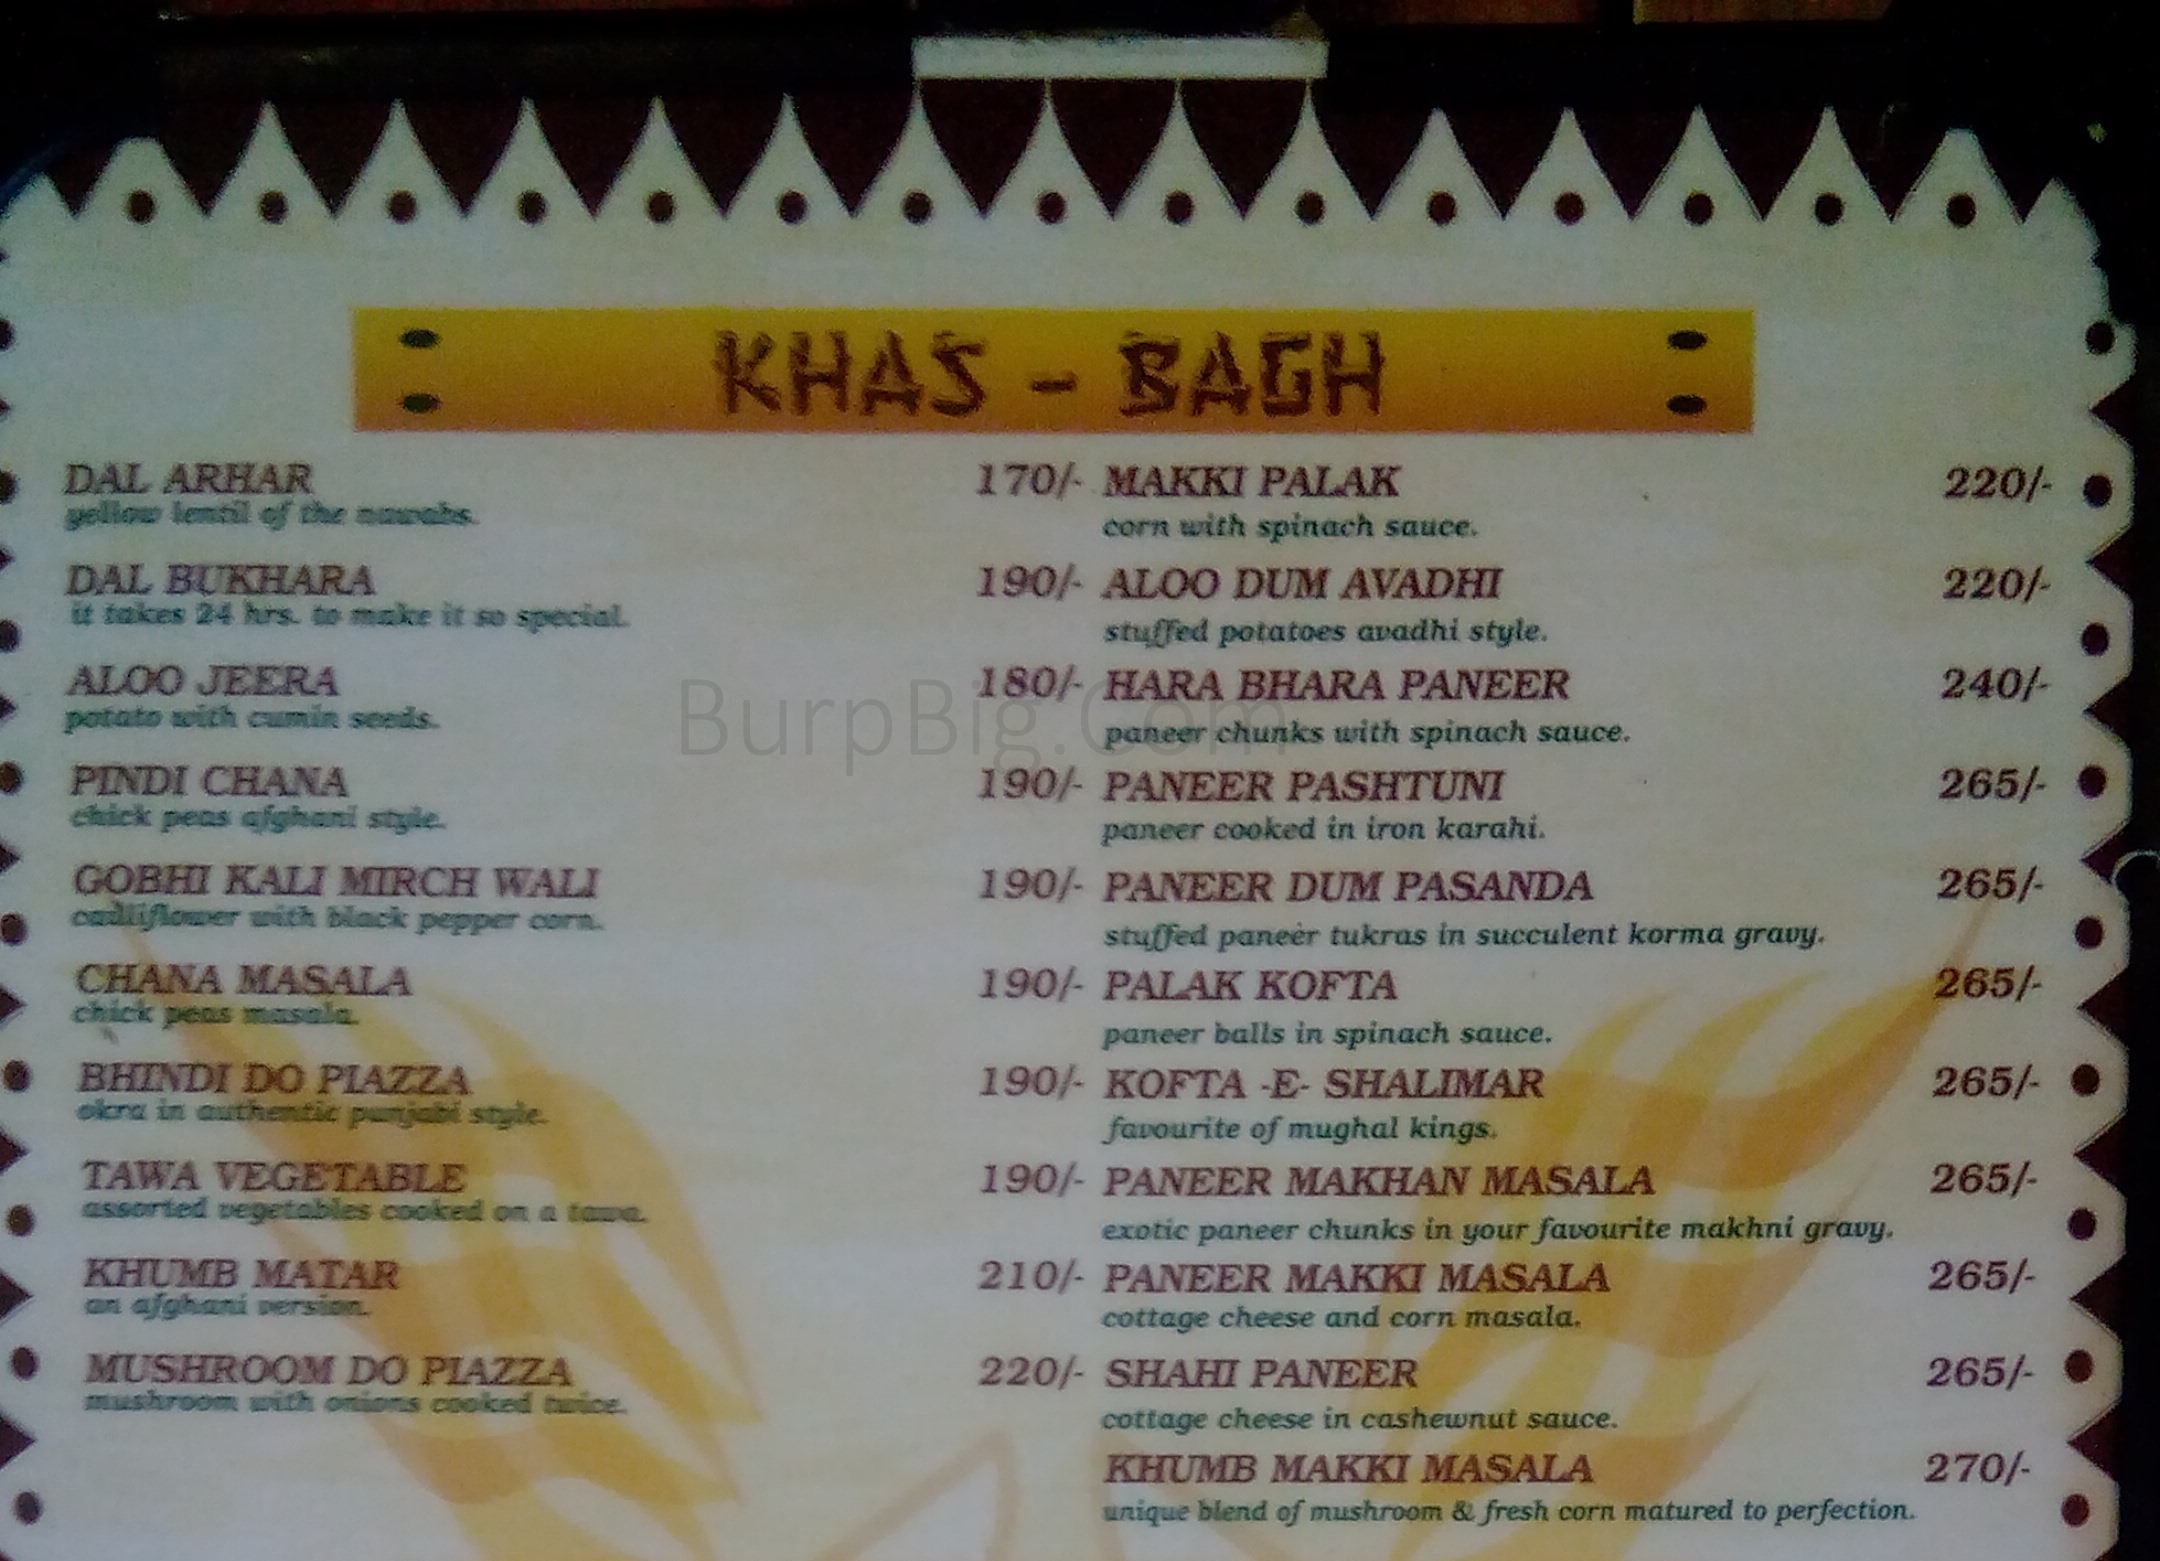 KHAS - BAGH
DAL ARHAR 170/-
yellow lentil of the nawabs.
DAL BUKHARA 190/-
it takes 24 hrs. to make it so special.
ALOO JEERA 180/-
potato with cumin seeds.
PINDI CHANA 190/-
chick peas afghani style.
GOBHI KALI MIRCH WALI 190/-
caulliflower with black pepper corn.
CHANA MASALA 190/-
chick peas masala.
BHINDI DO PIAZZA 190/-
okra in authentic punjabi style.
TAWA VEGETABLE 190/-
assorted vegetables cooked on a tawa.
KHUMB MATAR 210/-
an afghani version.
MUSHROOM DO PIAZZA 220/-
mushroom with onions cooked twice.
MAKKI PALAK 220/-
corn with spinach sauce.
ALOO DUM AVADHI 220/-
stuffed potatoes avadhi style.
HARA BHARA PANEER 240/-
paneer chunks with spinach sauce.
PANEER PASHTUNI 265/-
paneer cooked in iron karahi.
PANEER DUM PASANDA 265/-
stuffed paneer tukras in succulent korma gravy.
PALAK KOFTA 265/-
paneer balls in spinach sauce.
KOFTA -E- SHALIMAR 265/-
favourite of mughal kings.
PANEER MAKHAN MASALA 265/-
exotic paneer chunks in your favourite makhni gravy.
PANEER MAKKI MASALA 265/-
cottage cheese and corn masala.
SHAHI PANEER 265/-
cottage cheese in cashewnut sauce.
KHUMB MAKKI MASALA 270/-
unique blend of mushroom & fresh corn matured to perfection.
BurpBig.Com